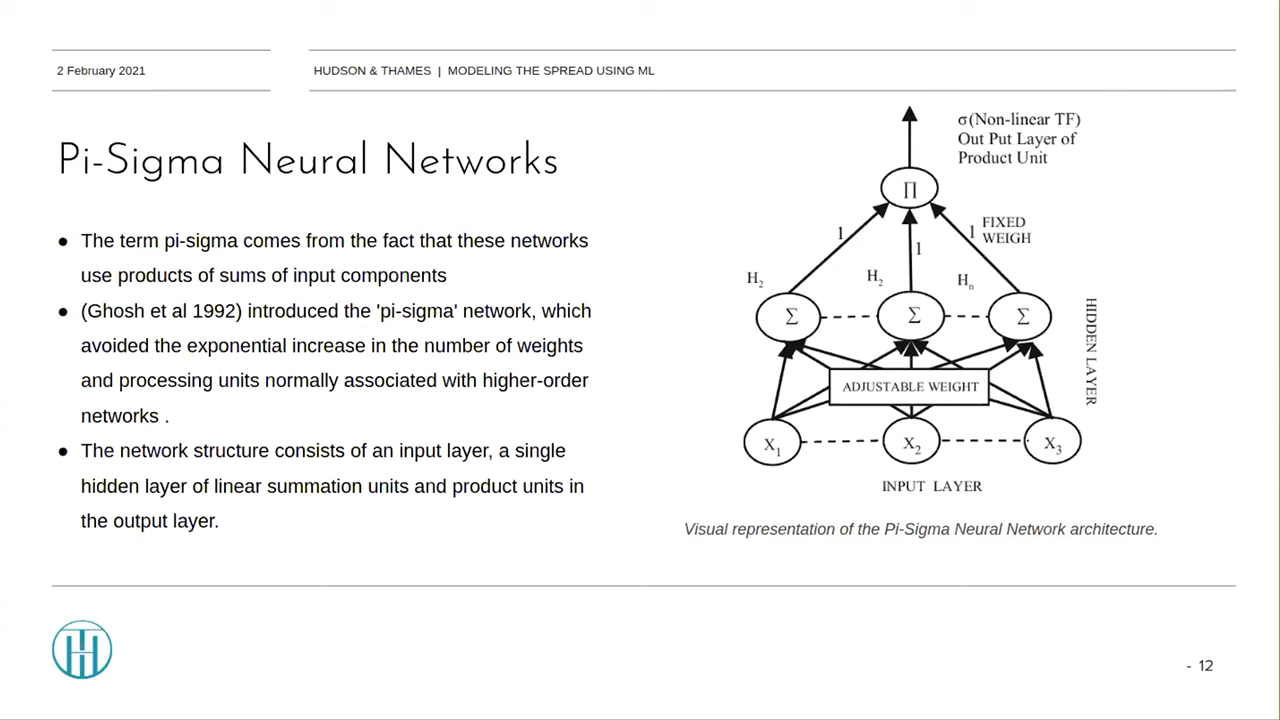 2 February 2021
HUDSON & THAMES | MODELING THE SPREAD USING ML
Pi-Sigma Neural Networks
● The term pi-sigma comes from the fact that these networks
use products of sums of input components
● (Ghosh et al 1992) introduced the 'pi-sigma' network, which
avoided the exponential increase in the number of weights
and processing units normally associated with higher-order
networks .
● The network structure consists of an input layer, a single
hidden layer of linear summation units and product units in
the output layer.
σ(Non-linear TF)
Out Put Layer of
Product Unit
∏
1
1
1
FIXED
WEIGH
H2
H2
Hn
Σ
Σ
Σ
HIDDEN LAYER
ADJUSTABLE WEIGHT
X1
X2
X3
INPUT LAYER
Visual representation of the Pi-Sigma Neural Network architecture.
- 12